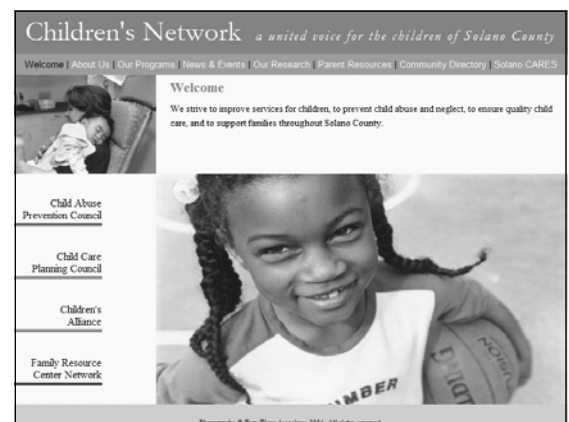 Children's Network a united voice for the children of Solano County
Welcome | About Us | Our Programs | News & Events | Our Research | Parent Resources | Community Directory | Solano CARES
Welcome
We strive to improve services for children, to prevent child abuse and neglect, to ensure quality child
care, and to support families throughout Solano County.
Child Abuse
Prevention Council
Child Care
Planning Council
Children's
Alliance
Family Resource
Center Network
MBER
LDING